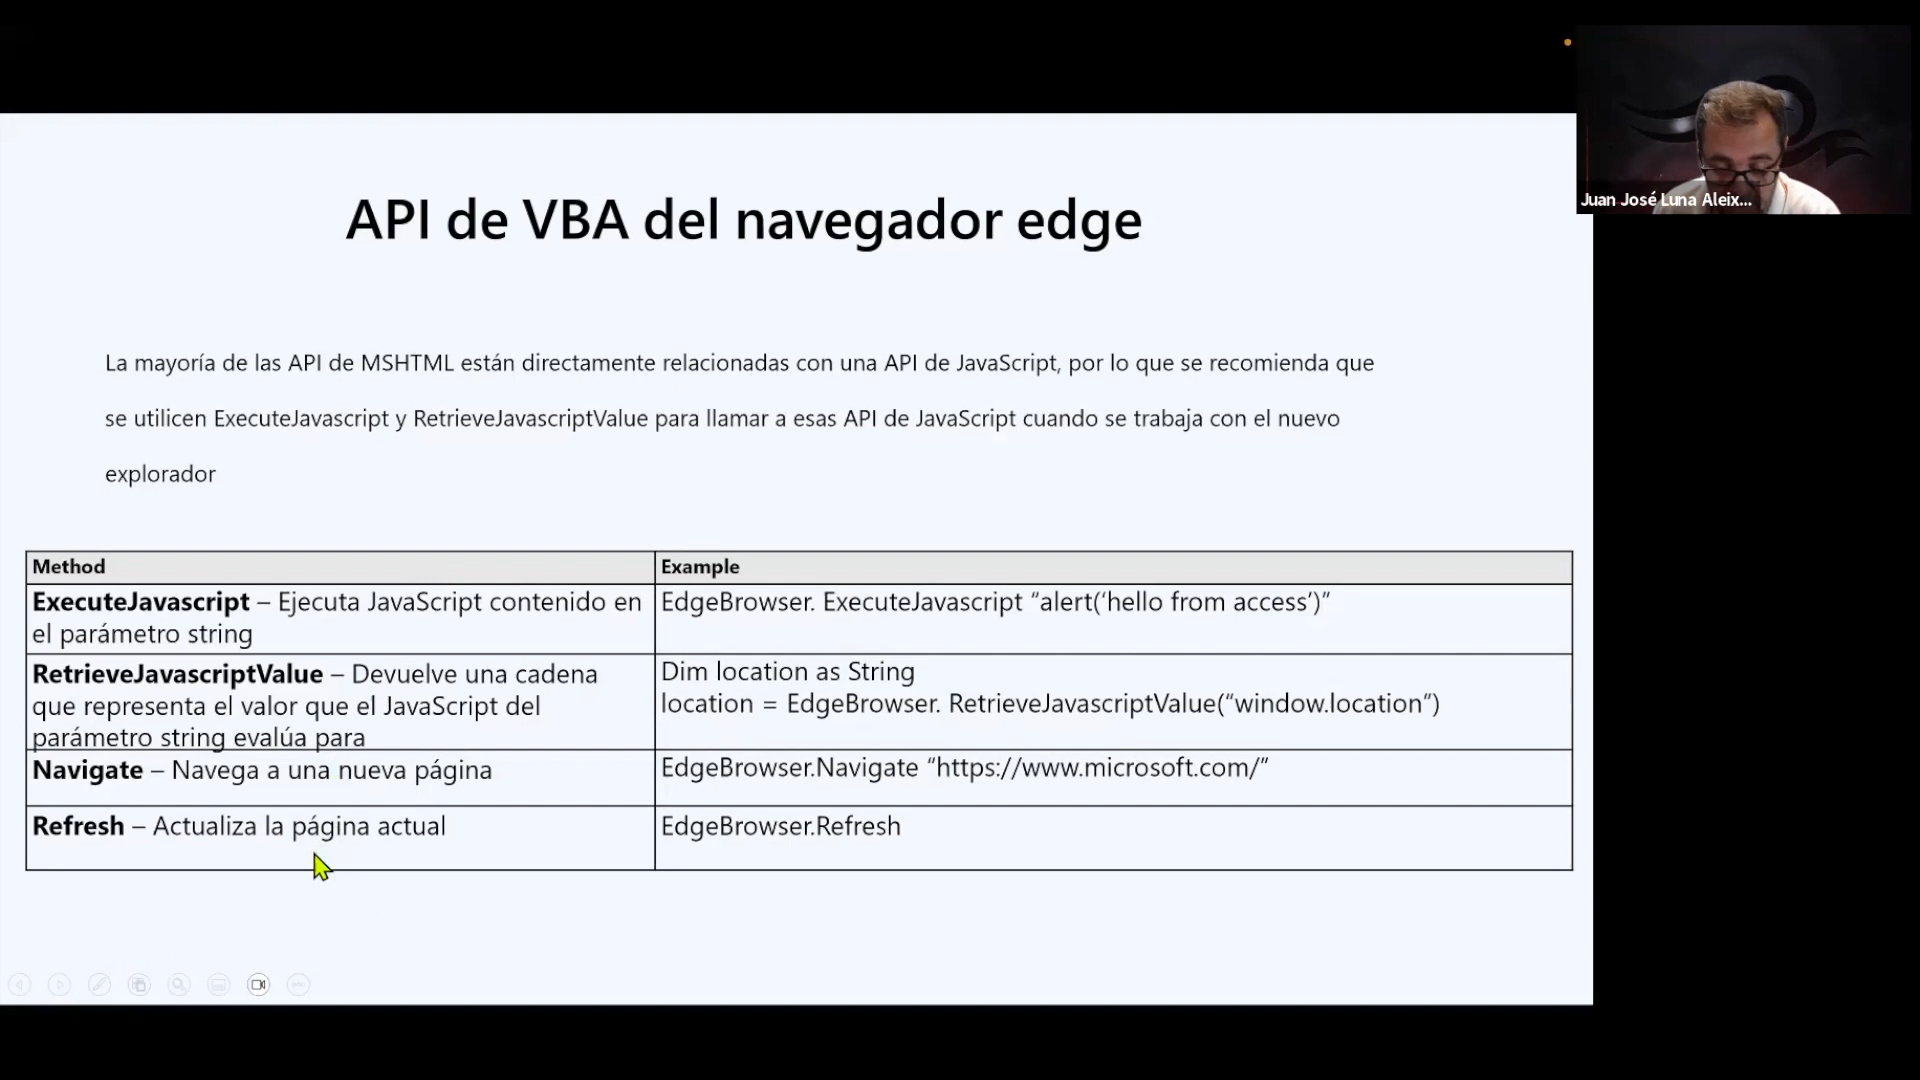 Juan José Luna Aleix...
API de VBA del navegador edge
La mayoría de las API de MSHTML están directamente relacionadas con una API de JavaScript, por lo que se recomienda que
se utilicen ExecuteJavascript y RetrieveJavascriptValue para llamar a esas API de JavaScript cuando se trabaja con el nuevo
explorador
Method
Example
ExecuteJavascript – Ejecuta JavaScript contenido en
el parámetro string
EdgeBrowser. ExecuteJavascript “alert(‘hello from access’)”
RetrieveJavascriptValue – Devuelve una cadena
que representa el valor que el JavaScript del
parámetro string evalúa para
Dim location as String
location = EdgeBrowser. RetrieveJavascriptValue(“window.location”)
Navigate – Navega a una nueva página
EdgeBrowser.Navigate “https://www.microsoft.com/”
Refresh – Actualiza la página actual
EdgeBrowser.Refresh